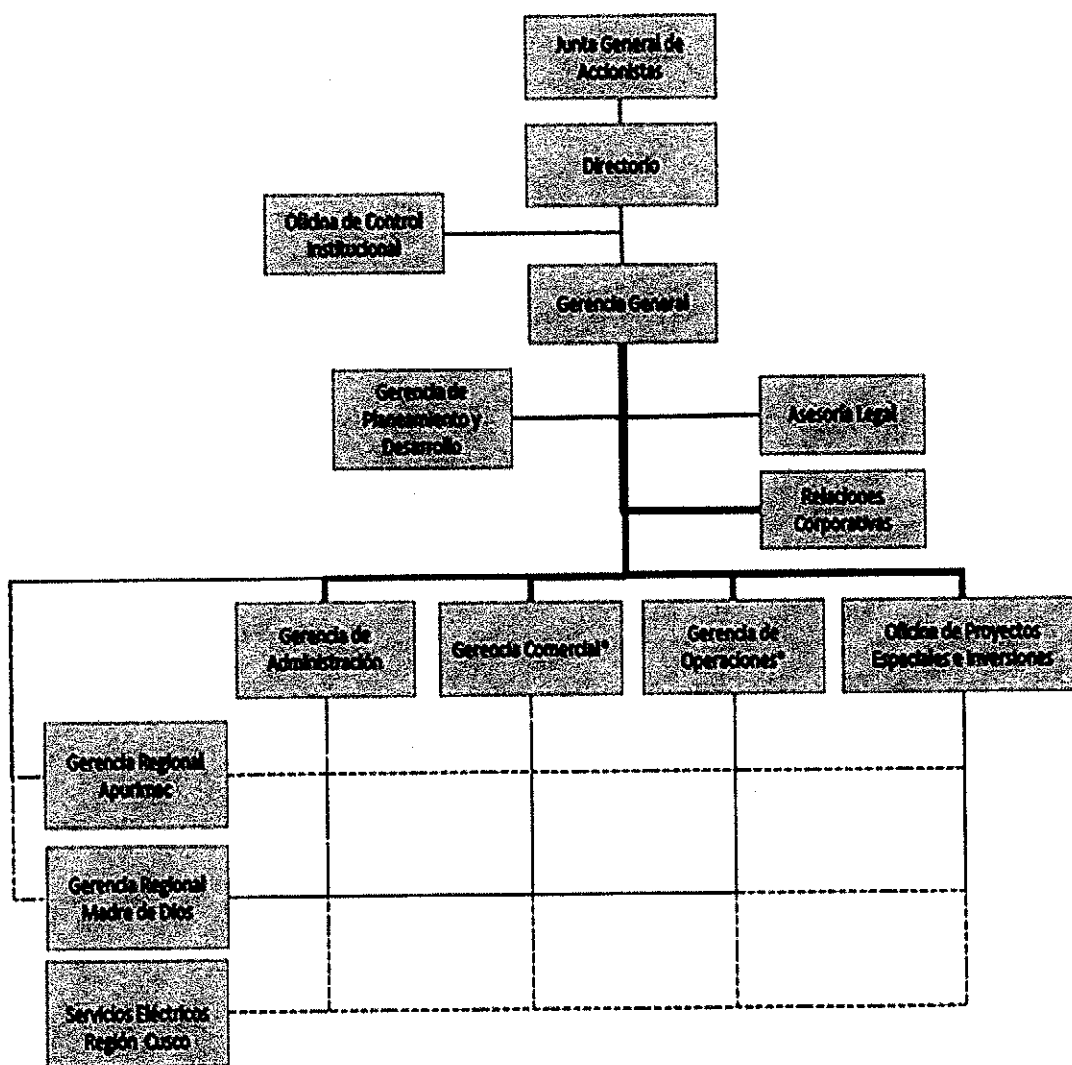 Junta General de
Accionistas
Directorio
Oficina de Control
Institucional
Gerencia General
Gerencia de
Planeamiento y
Desarrollo
Asesoría Legal
Relaciones
Corporativas
Gerencia de
Administración
Gerencia Comercial*
Gerencia de
Operaciones*
Oficina de Proyectos
Especiales e Inversiones
Gerencia Regional
Apurímac
Gerencia Regional
Madre de Dios
Servicios Eléctricos
Región Cusco